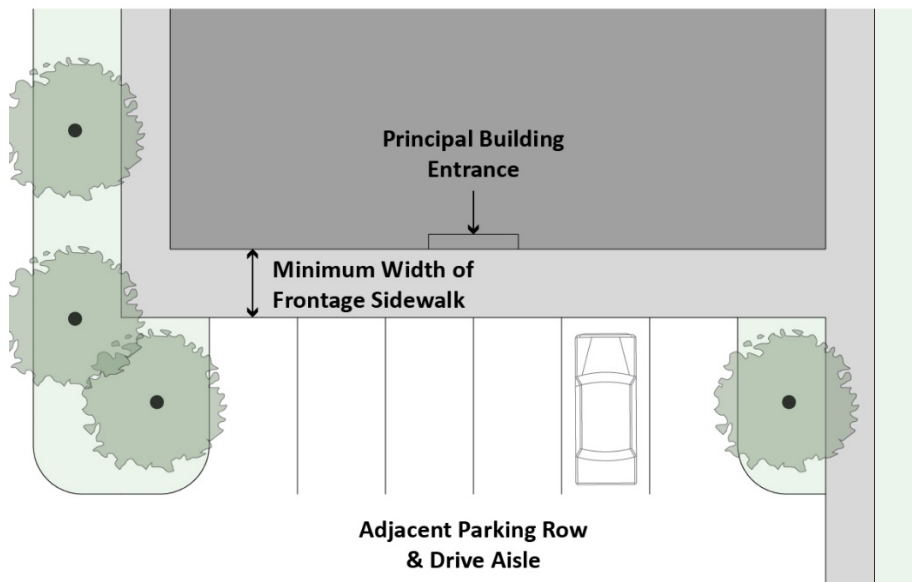 Principal Building
Entrance
Minimum Width of
Frontage Sidewalk
Adjacent Parking Row
& Drive Aisle